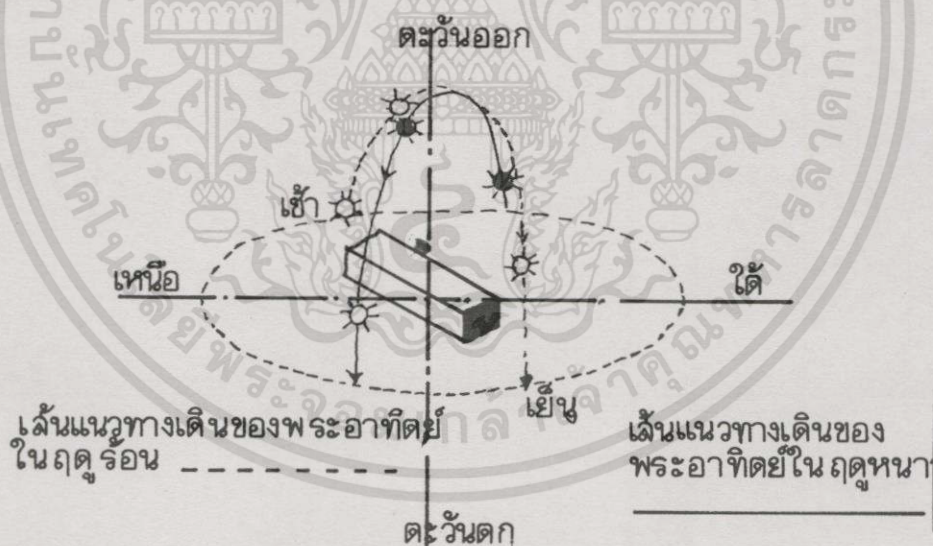 ตะวันออก
เช้า
เหนือ
ใต้
เย็น
เส้นแนวทางเดินของพระอาทิตย์
ในฤดูร้อน
เส้นแนวทางเดินของ
พระอาทิตย์ในฤดูหนาว
ตะวันตก